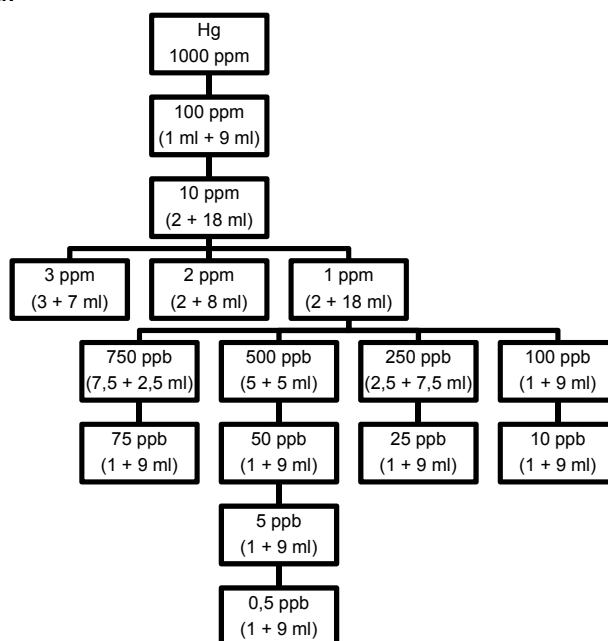 Hg
1000 ppm
100 ppm
(1 ml + 9 ml)
10 ppm
(2 + 18 ml)
3 ppm
(3 + 7 ml)
2 ppm
(2 + 8 ml)
1 ppm
(2 + 18 ml)
750 ppb
(7,5 + 2,5 ml)
500 ppb
(5 + 5 ml)
250 ppb
(2,5 + 7,5 ml)
100 ppb
(1 + 9 ml)
75 ppb
(1 + 9 ml)
50 ppb
(1 + 9 ml)
25 ppb
(1 + 9 ml)
10 ppb
(1 + 9 ml)
5 ppb
(1 + 9 ml)
0,5 ppb
(1 + 9 ml)